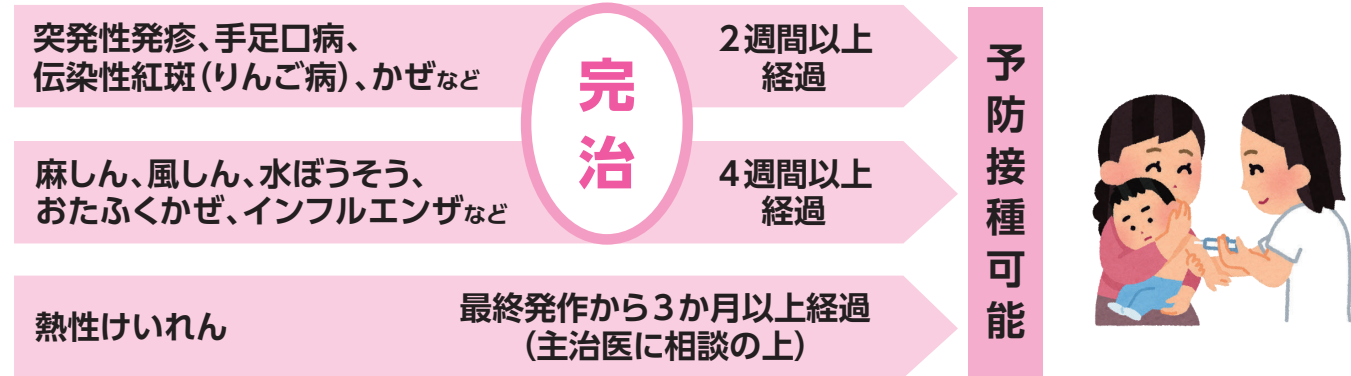 突発性発疹、手足口病、
伝染性紅斑（りんご病）、かぜなど
完治
2週間以上
経過
麻しん、風しん、水ぼうそう、
おたふくかぜ、インフルエンザなど
4週間以上
経過
熱性けいれん
最終発作から3か月以上経過
（主治医に相談の上）
予防接種可能